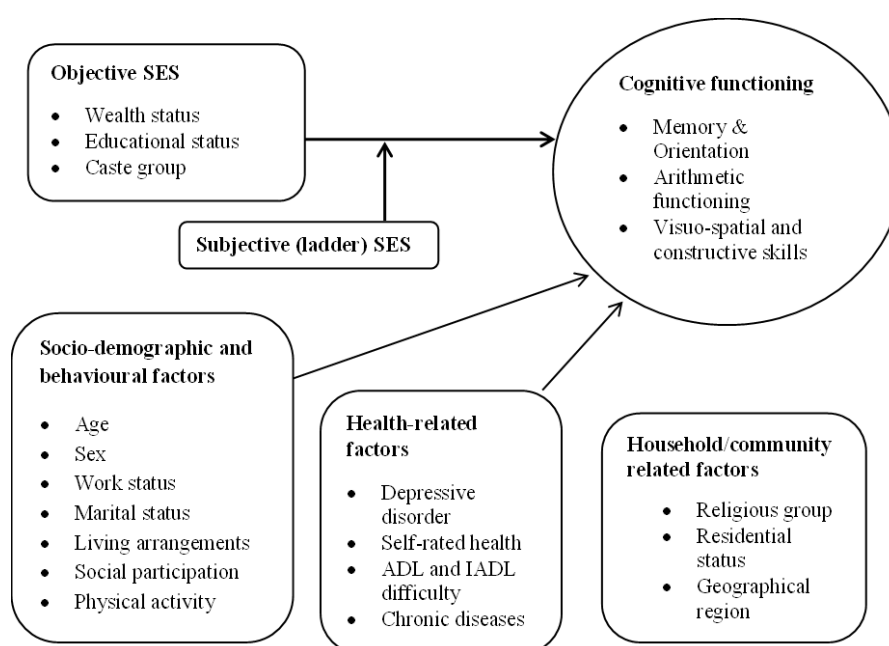 Objective SES
• Wealth status
• Educational status
• Caste group
Cognitive functioning
• Memory &
Orientation
• Arithmetic
functioning
• Visuo-spatial and
constructive skills
Subjective (ladder) SES
Socio-demographic and
behavioural factors
• Age
• Sex
• Work status
• Marital status
• Living arrangements
• Social participation
• Physical activity
Health-related
factors
• Depressive
disorder
• Self-rated health
• ADL and IADL
difficulty
• Chronic diseases
Household/community
related factors
• Religious group
• Residential
status
• Geographical
region